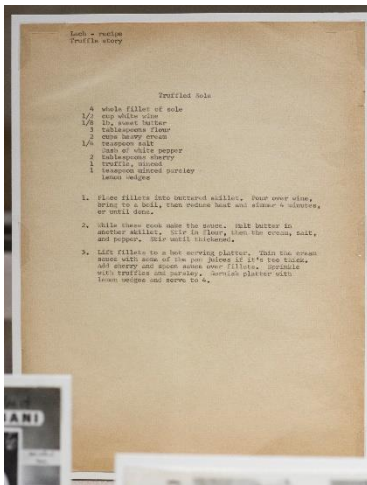 Loeb - recipe
Truffle story
Truffled Sole
4 whole fillet of sole
1/2 cup white wine
1/8 lb. sweet butter
3 tablespoons flour
2 cups heavy cream
1/4 teaspoon salt
Dash of white pepper
2 tablespoons sherry
1 truffle, minced
1 teaspoon minced parsley
Lemon wedges
1. Place fillets into buttered skillet. Pour over wine,
bring to a boil, then reduce heat and simmer 4 minutes,
or until done.
2. While these cook make the sauce. Melt butter in
another skillet. Stir in flour, then the cream, salt,
and pepper. Stir until thickened.
3. Lift fillets to a hot serving platter. Thin the cream
sauce with some of the pan juices if it's too thick.
Add sherry and spoon sauce over fillets. Sprinkle
with truffles and parsley. Garnish platter with
lemon wedges and serve to 4.
BANI